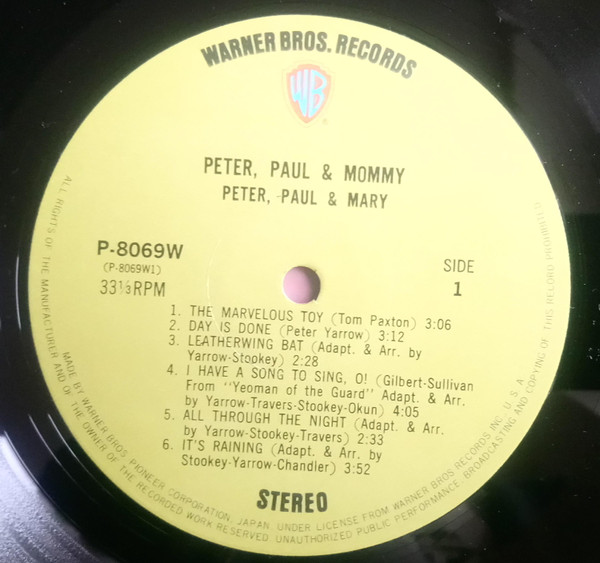 WARNER BROS. RECORDS
WB
PETER, PAUL & MOMMY
PETER, PAUL & MARY
P-8069W
(P-8069W1)
33⅓RPM
SIDE
1
1. THE MARVELOUS TOY (Tom Paxton) 3:06
2. DAY IS DONE (Peter Yarrow) 3:12
3. LEATHERWING BAT (Adapt. & Arr. by
Yarrow-Stookey) 2:28
4. I HAVE A SONG TO SING, O! (Gilbert-Sullivan
From "Yeoman of the Guard" Adapt. & Arr.
by Yarrow-Travers-Stookey-Okun) 4:05
5. ALL THROUGH THE NIGHT (Adapt. & Arr.
by Yarrow-Stookey-Travers) 2:33
6. IT'S RAINING (Adapt. & Arr. by
Stookey-Yarrow-Chandler) 3:52
STEREO
MADE BY WARNER BROS. PIONEER CORPORATION, JAPAN, UNDER LICENSE FROM WARNER BROS. RECORDS INC. U.S.A.
ALL RIGHTS OF THE MANUFACTURER AND OF THE OWNER OF THE RECORDED WORK RESERVED. UNAUTHORIZED PUBLIC PERFORMANCE, BROADCASTING AND COPYING OF THIS RECORD PROHIBITED